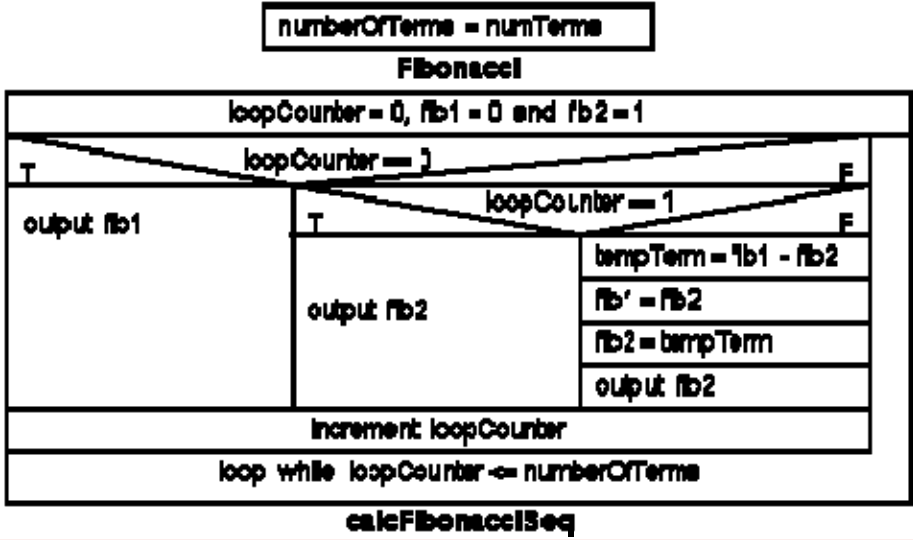 numberOfTerms = numTerms
Fibonacci
loopCounter = 0, fib1 = 0 and fib2 = 1
loopCounter == 0
T F
loopCounter == 1
T F
output fib1
output fib2
tempTerm = fib1 - fib2
fib1 = fib2
fib2 = tempTerm
output fib2
increment loopCounter
loop while loopCounter <= numberOfTerms
calcFibonacciSeq